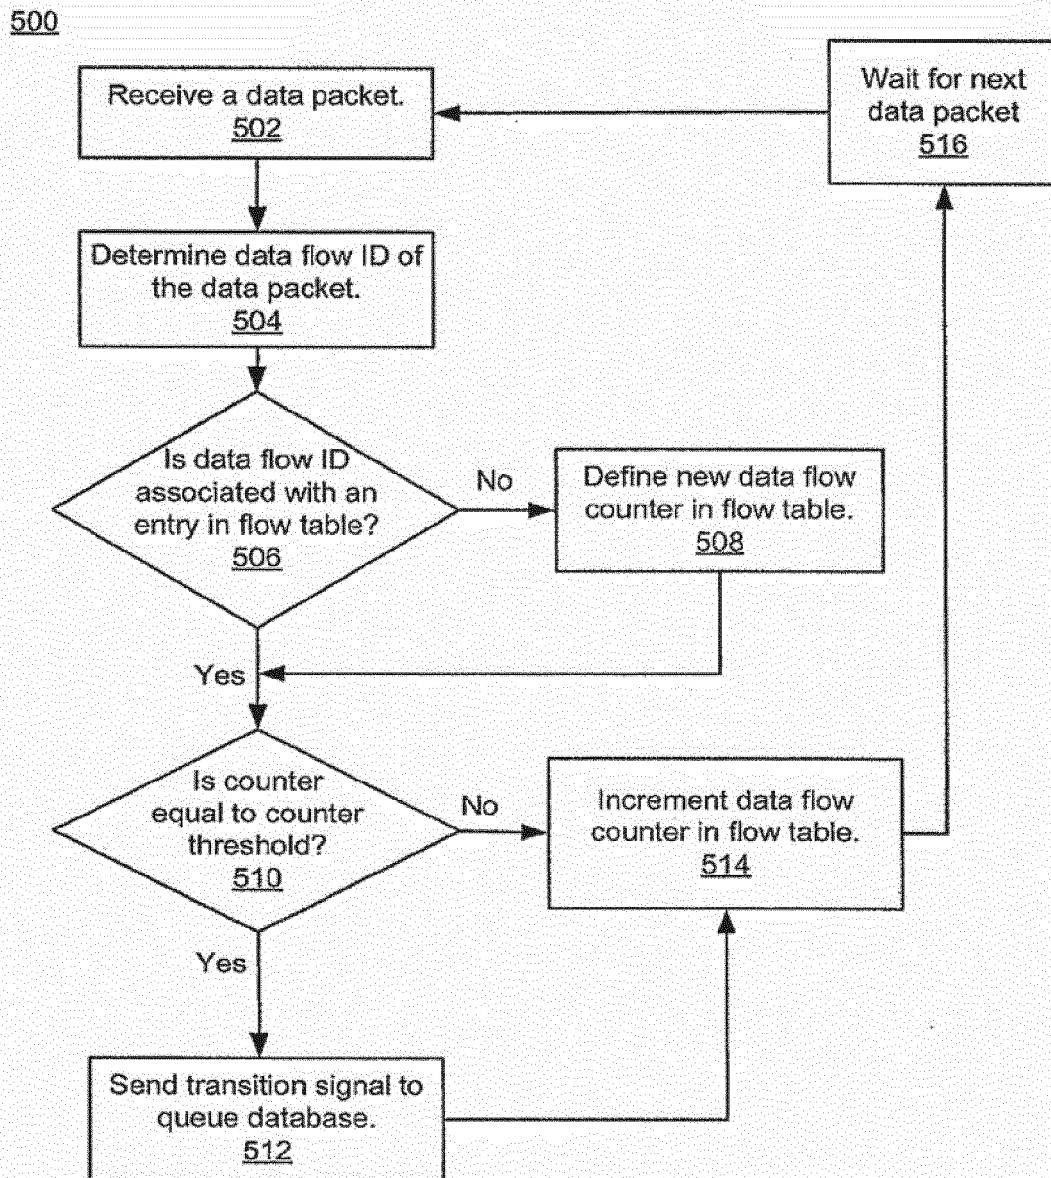 500
Receive a data packet.
502
Wait for next
data packet
516
Determine data flow ID of
the data packet.
504
Is data flow ID
associated with an
entry in flow table?
506
No
Define new data flow
counter in flow table.
508
Yes
Is counter
equal to counter
threshold?
510
No
Increment data flow
counter in flow table.
514
Yes
Send transition signal to
queue database.
512